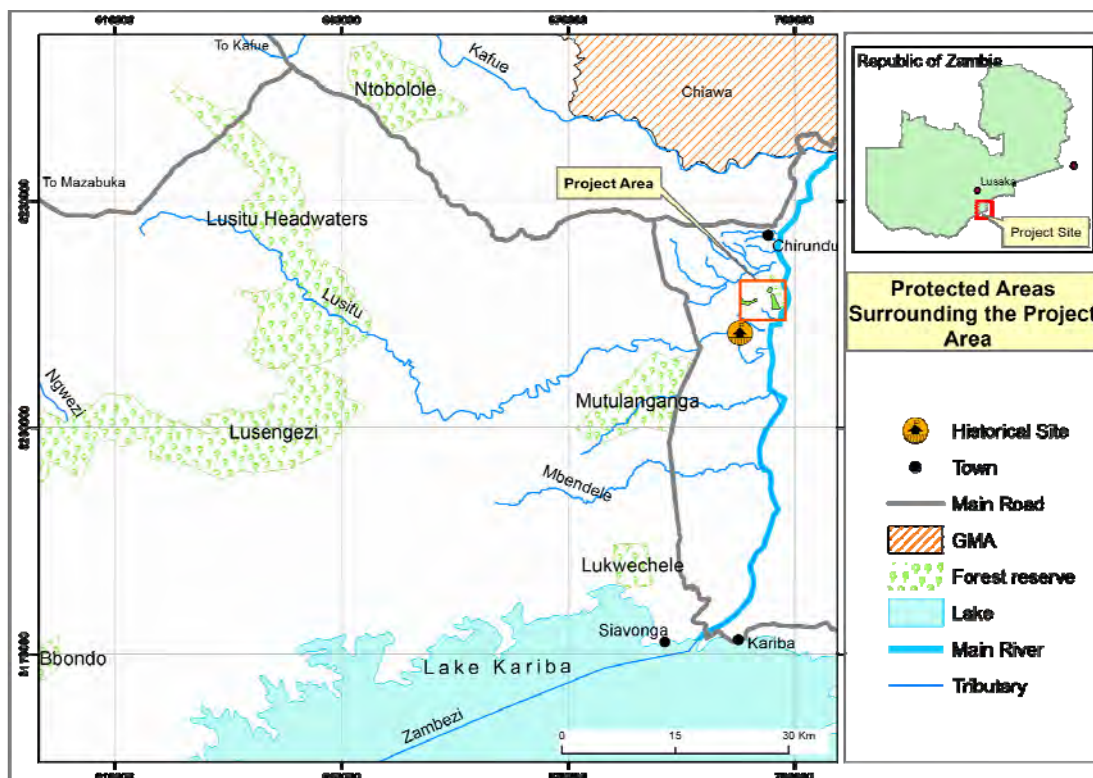 To Kafue
Kafue
Ntobolole
Chiawa
To Mazabuka
Project Area
Lusitu Headwaters
Chirundu
Lusitu
Ngwezi
Mutulanganga
Lusengezi
Mbendele
Lukwechele
Siavonga
Kariba
Bbondo
Lake Kariba
Zambezi
0 15 30 Km
Republic of Zambia
Lusaka
Project Site
Protected Areas
Surrounding the Project
Area
Historical Site
Town
Main Road
GMA
Forest reserve
Lake
Main River
Tributary